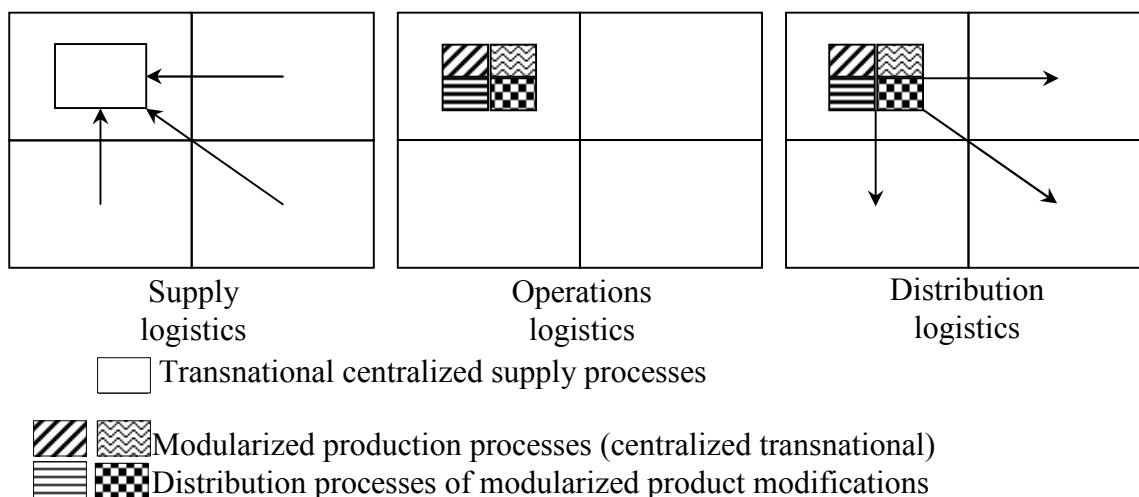 Supply
logistics
Operations
logistics
Distribution
logistics
Transnational centralized supply processes
Modularized production processes (centralized transnational)
Distribution processes of modularized product modifications